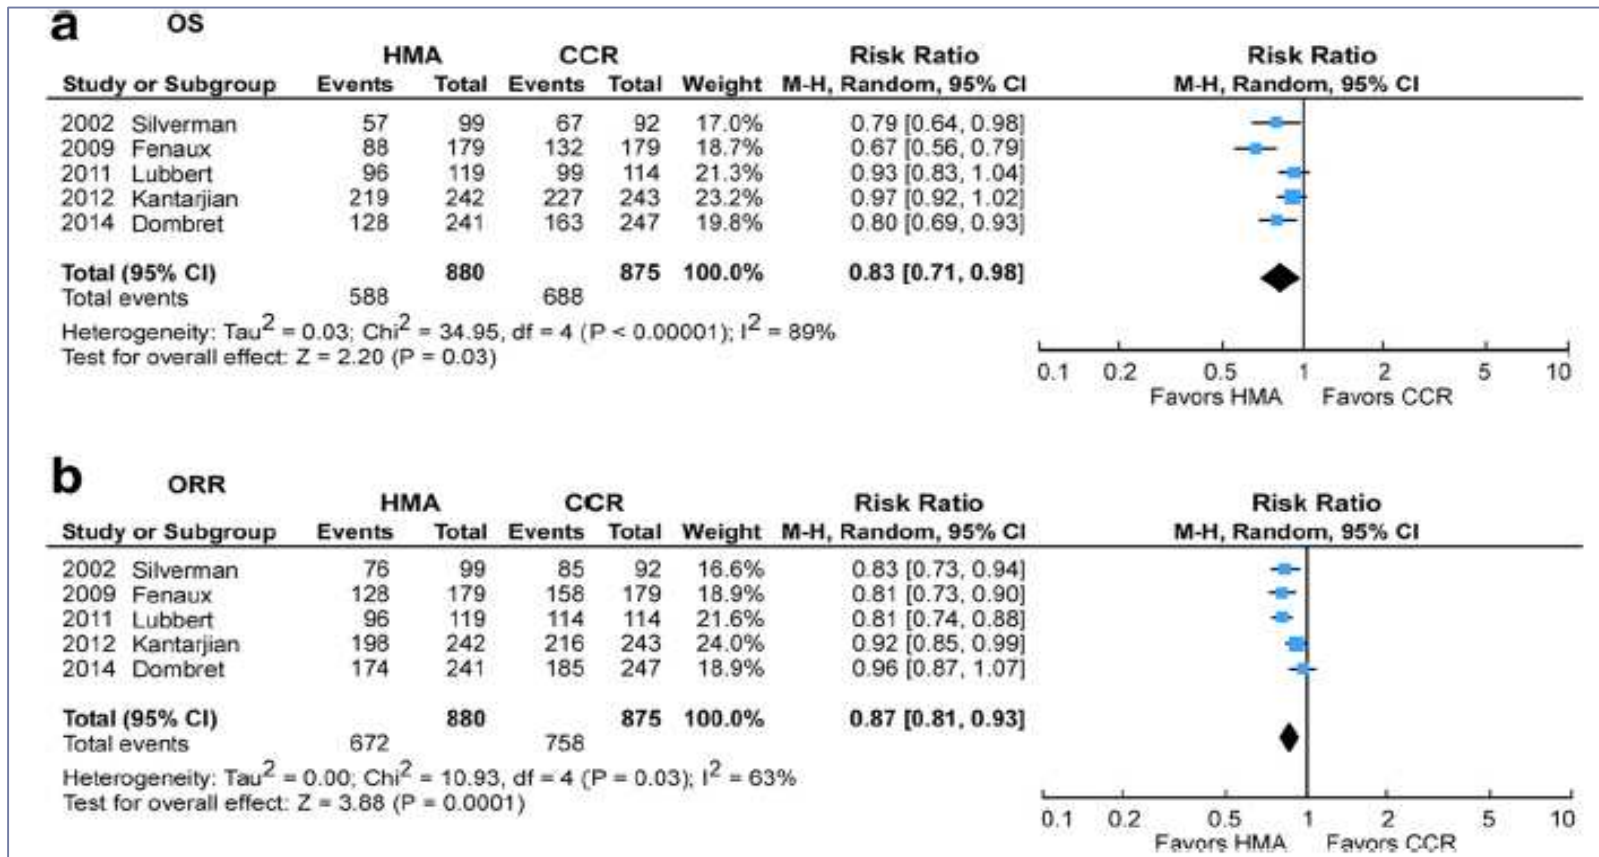 a OS
HMA CCR Risk Ratio Risk Ratio
Study or Subgroup Events Total Events Total Weight M-H, Random, 95% CI M-H, Random, 95% CI
2002 Silverman 57 99 67 92 17.0% 0.79 [0.64, 0.98]
2009 Fenaux 88 179 132 179 18.7% 0.67 [0.56, 0.79]
2011 Lubbert 96 119 99 114 21.3% 0.93 [0.83, 1.04]
2012 Kantarjian 219 242 227 243 23.2% 0.97 [0.92, 1.02]
2014 Dombret 128 241 163 247 19.8% 0.80 [0.69, 0.93]
Total (95% CI) 880 875 100.0% 0.83 [0.71, 0.98]
Total events 588 688
Heterogeneity: Tau² = 0.03; Chi² = 34.95, df = 4 (P < 0.00001); I² = 89%
Test for overall effect: Z = 2.20 (P = 0.03)
0.1 0.2 0.5 1 2 5 10
Favors HMA Favors CCR
b ORR
HMA CCR Risk Ratio Risk Ratio
Study or Subgroup Events Total Events Total Weight M-H, Random, 95% CI M-H, Random, 95% CI
2002 Silverman 76 99 85 92 16.6% 0.83 [0.73, 0.94]
2009 Fenaux 128 179 158 179 18.9% 0.81 [0.73, 0.90]
2011 Lubbert 96 119 114 114 21.6% 0.81 [0.74, 0.88]
2012 Kantarjian 198 242 216 243 24.0% 0.92 [0.85, 0.99]
2014 Dombret 174 241 185 247 18.9% 0.96 [0.87, 1.07]
Total (95% CI) 880 875 100.0% 0.87 [0.81, 0.93]
Total events 672 758
Heterogeneity: Tau² = 0.00; Chi² = 10.93, df = 4 (P = 0.03); I² = 63%
Test for overall effect: Z = 3.88 (P = 0.0001)
0.1 0.2 0.5 1 2 5 10
Favors HMA Favors CCR